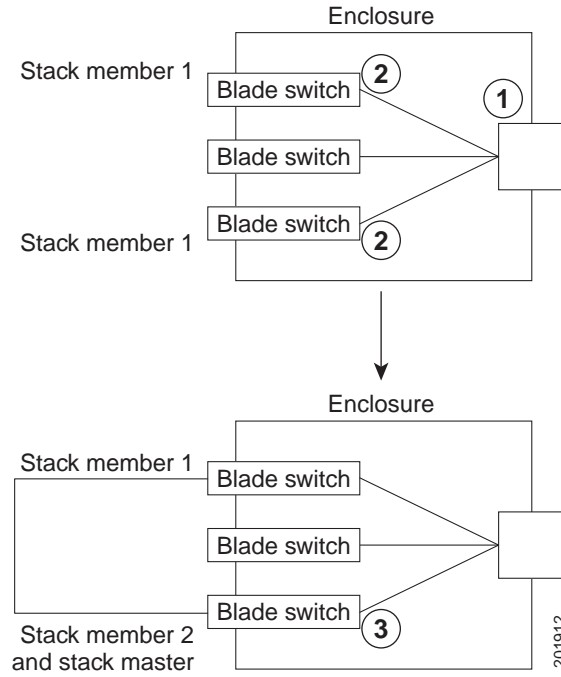 Enclosure
Stack member 1
2
1
Blade switch
Blade switch
Blade switch
Stack member 1
2
Enclosure
Stack member 1
Blade switch
Blade switch
Blade switch
3
Stack member 2
and stack master
201912